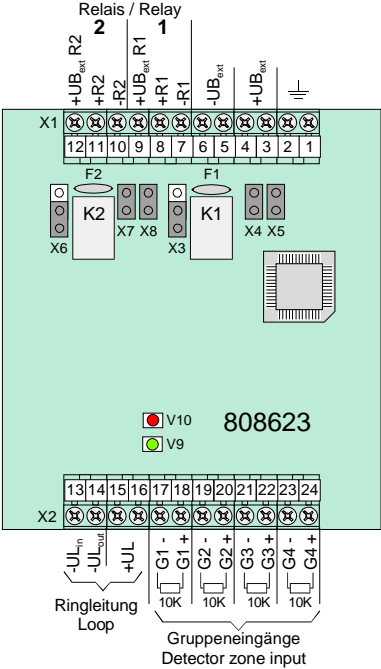 Relais / Relay
2 1
+UBext R2
+R2
-R2
+UBext R1
+R1
-R1
-UBext
+UBext
X1
12 11 10 9 8 7 6 5 4 3 2 1
F2 F1
K2 K1
X6 X7 X8 X3 X4 X5
V10
V9
808623
13 14 15 16 17 18 19 20 21 22 23 24
X2
-ULin
-ULout
+UL
G1 -
G1 +
G2 -
G2 +
G3 -
G3 +
G4 -
G4 +
10K 10K 10K 10K
Ringleitung
Loop
Gruppeneingänge
Detector zone input